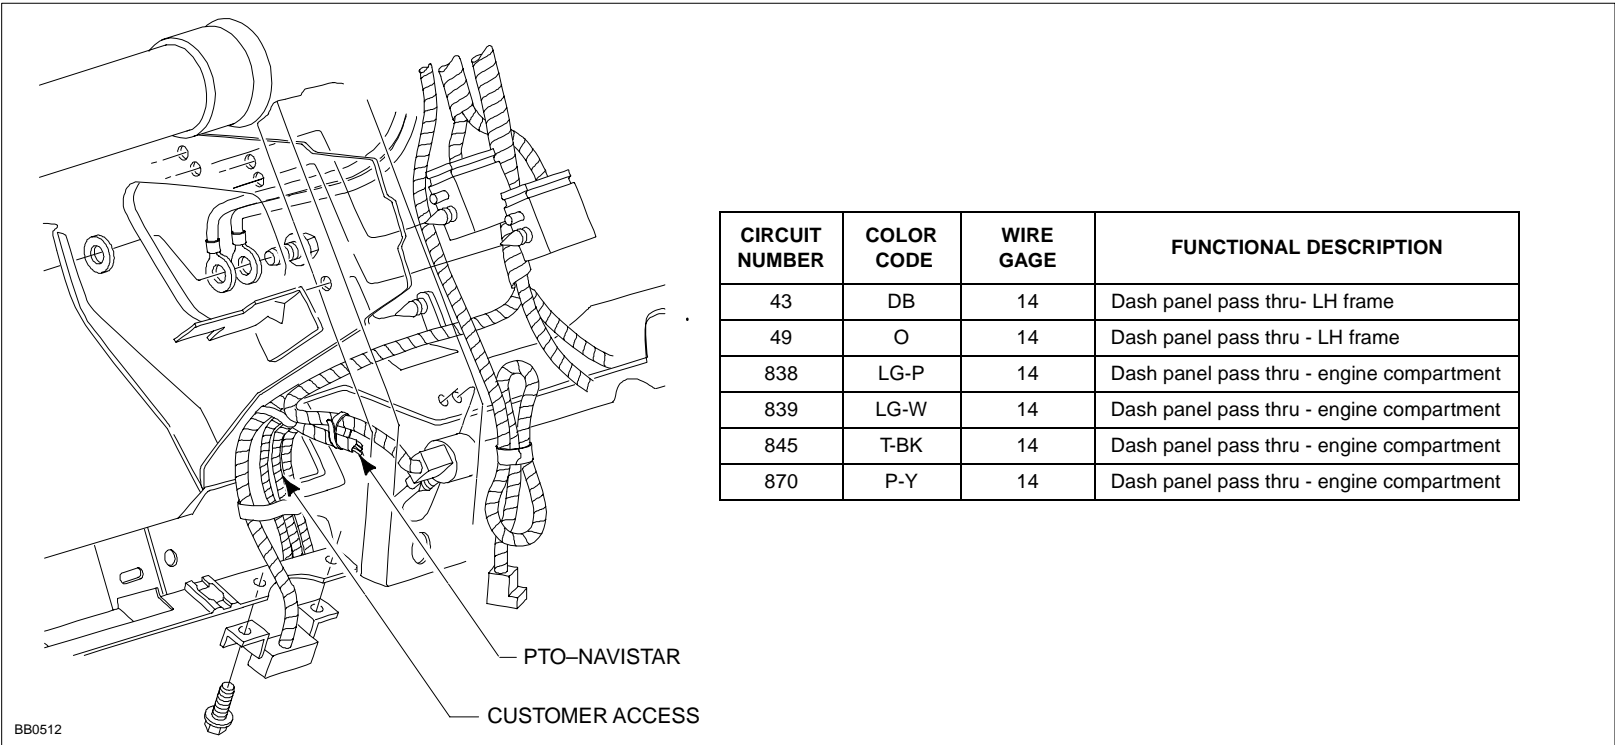 CIRCUIT NUMBER COLOR CODE WIRE GAGE FUNCTIONAL DESCRIPTION
43 DB 14 Dash panel pass thru- LH frame
49 O 14 Dash panel pass thru - LH frame
838 LG-P 14 Dash panel pass thru - engine compartment
839 LG-W 14 Dash panel pass thru - engine compartment
845 T-BK 14 Dash panel pass thru - engine compartment
870 P-Y 14 Dash panel pass thru - engine compartment
PTO–NAVISTAR
CUSTOMER ACCESS
BB0512